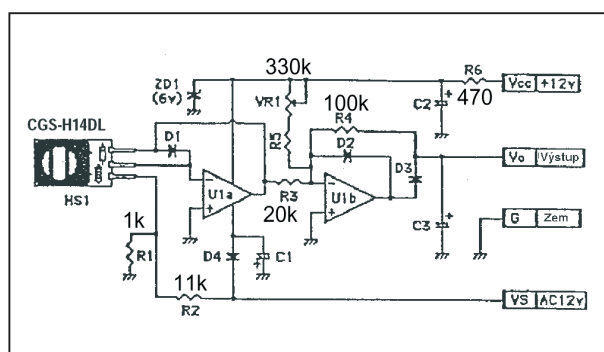 330k
R6
Vcc +12v
ZD1
(6v)
VR1
100k
C2
470
R4
CGS-H14DL
D1
R5
D2
Vo Výstup
D3
U1a
R3
U1b
HS1
20k
C3
G Zem
1k
R1
D4
C1
11k
VS AC12v
R2